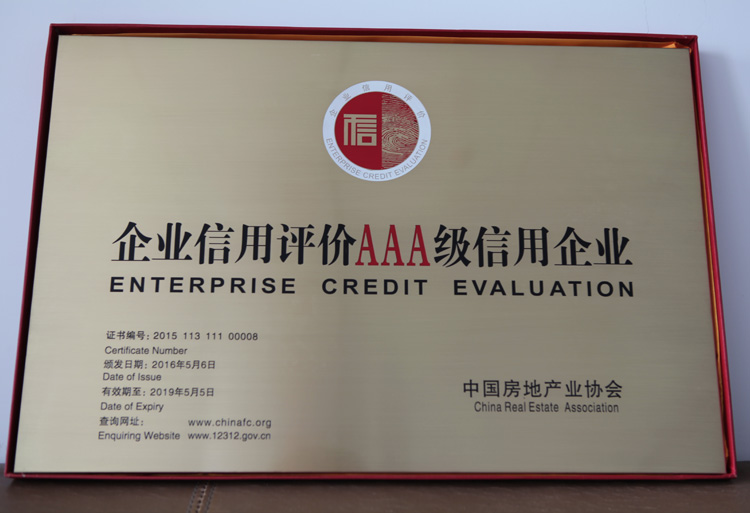 企业信用评价
信
ENTERPRISE CREDIT EVALUATION
企业信用评价AAA级信用企业
ENTERPRISE CREDIT EVALUATION
证书编号: 2015 113 111 00008
Certificate Number
颁发日期: 2016年5月6日
Date of Issue
有效期至: 2019年5月5日
Date of Expiry
查询网址: www.chinafc.org
Enquiring Website www.12312.gov.cn
中国房地产业协会
China Real Estate Association